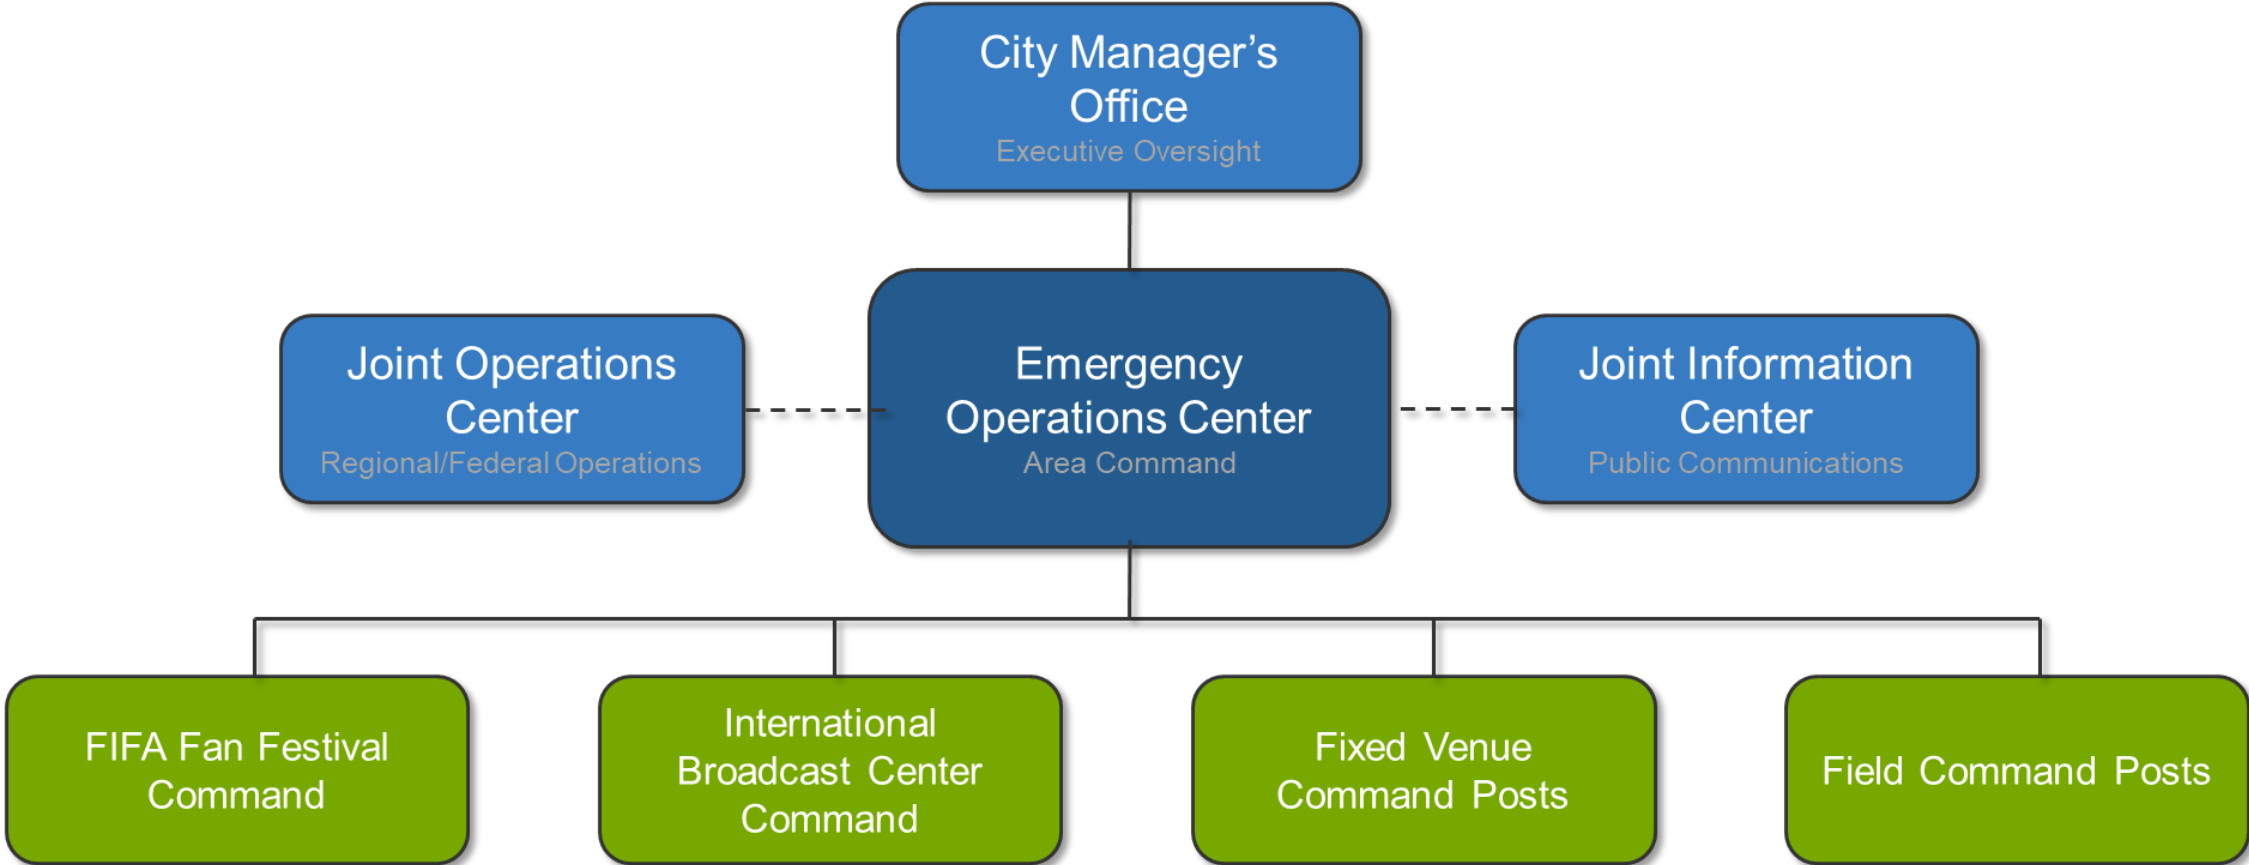 City Manager’s
Office
Executive Oversight
Joint Operations
Center
Regional/Federal Operations
Emergency
Operations Center
Area Command
Joint Information
Center
Public Communications
FIFA Fan Festival
Command
International
Broadcast Center
Command
Fixed Venue
Command Posts
Field Command Posts